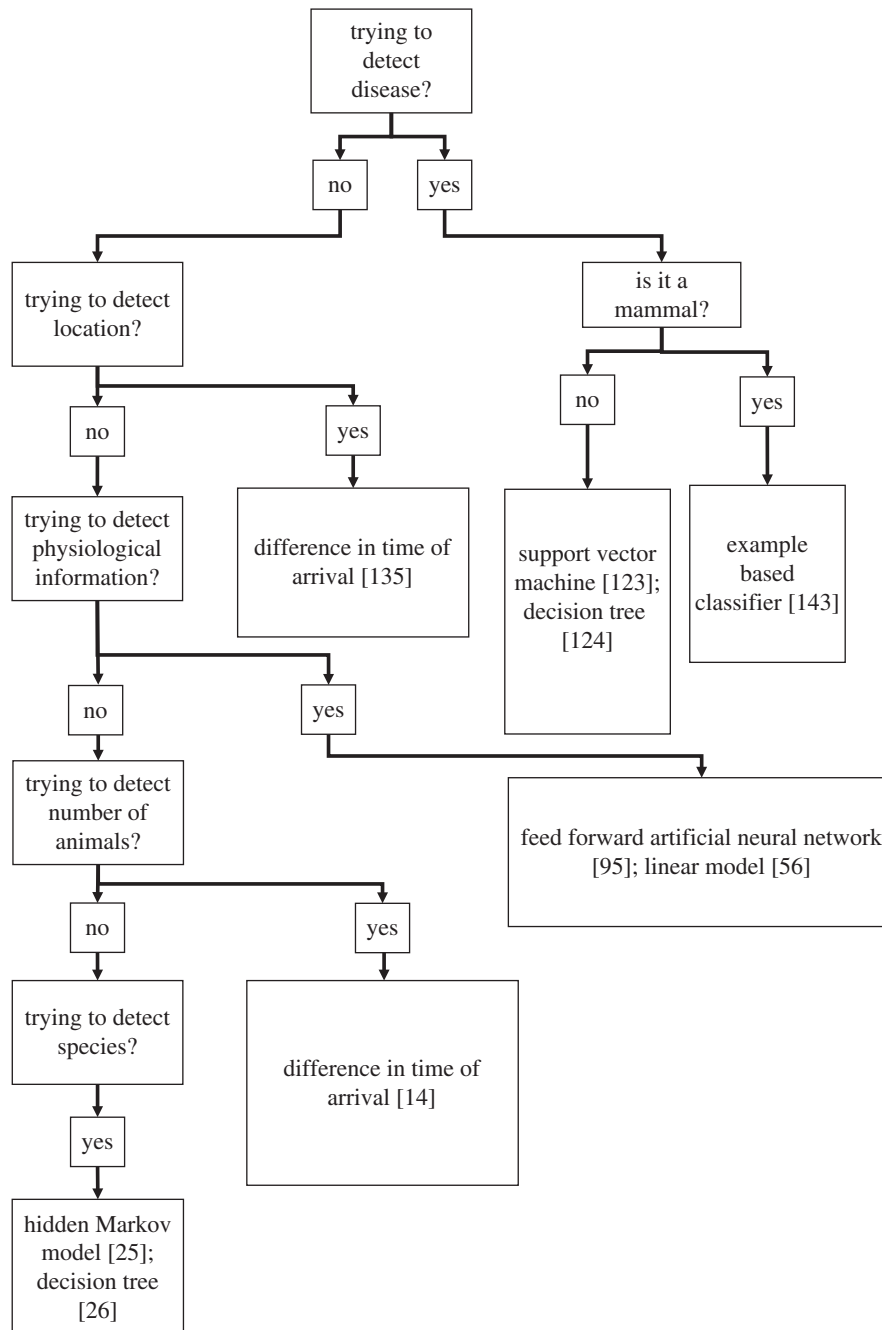 trying to
detect
disease?
no
yes
trying to detect
location?
is it a
mammal?
no
yes
no
yes
trying to detect
physiological
information?
difference in time of
arrival [135]
support vector
machine [123];
decision tree
[124]
example
based
classifier [143]
no
yes
trying to detect
number of
animals?
feed forward artificial neural network
[95]; linear model [56]
no
yes
trying to detect
species?
difference in time of
arrival [14]
yes
hidden Markov
model [25];
decision tree
[26]